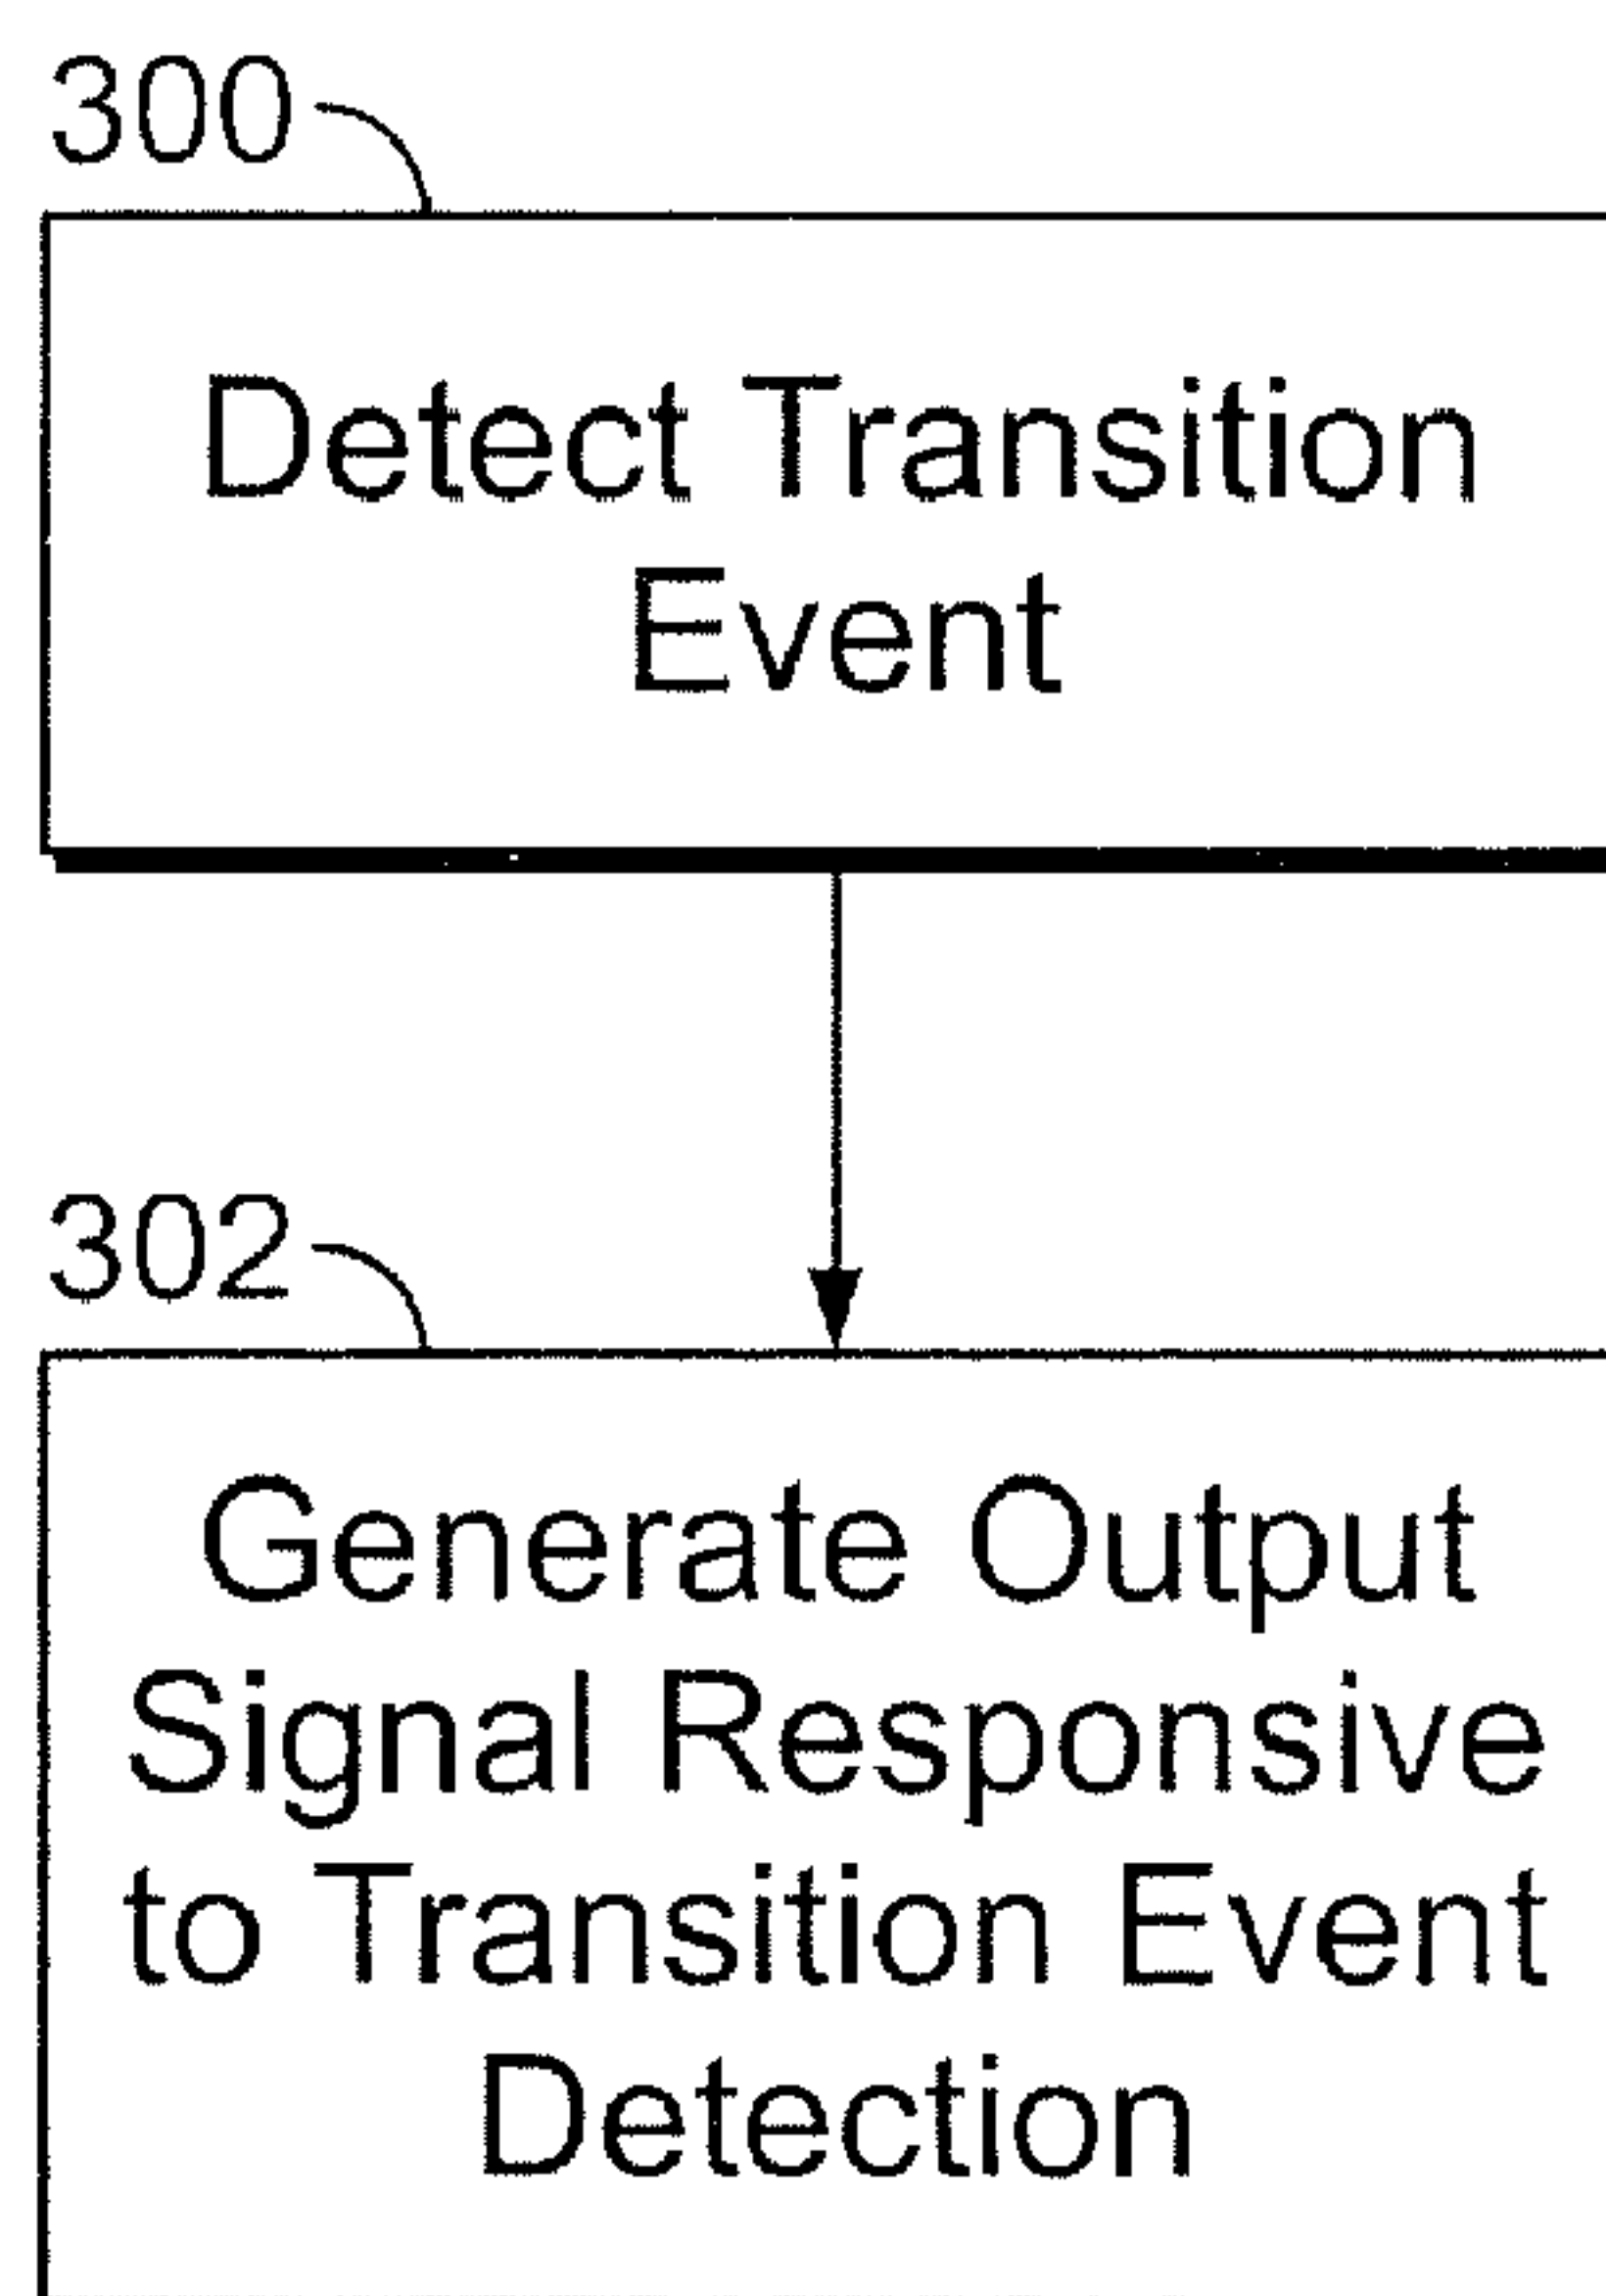 300
Detect Transition
Event
302
Generate Output
Signal Responsive
to Transition Event
Detection